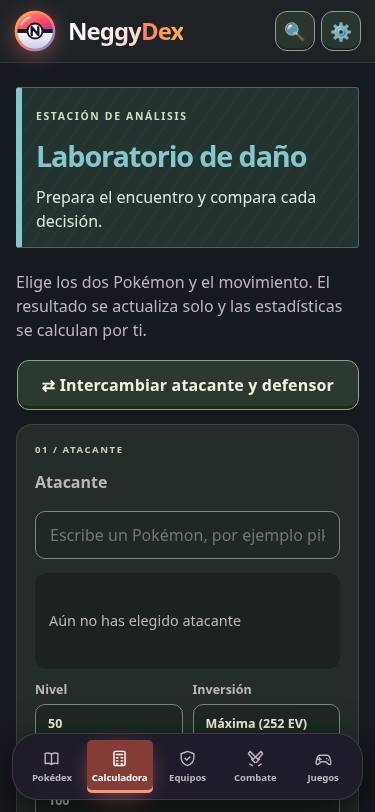 NeggyDex
ESTACIÓN DE ANÁLISIS
Laboratorio de daño
Prepara el encuentro y compara cada
decisión.
Elige los dos Pokémon y el movimiento. El
resultado se actualiza solo y las estadísticas
se calculan por ti.
⇄ Intercambiar atacante y defensor
01 / ATACANTE
Atacante
Escribe un Pokémon, por ejemplo pik
Aún no has elegido atacante
Nivel Inversión
50 Máxima (252 EV)
Pokédex Calculadora Equipos Combate Juegos
100